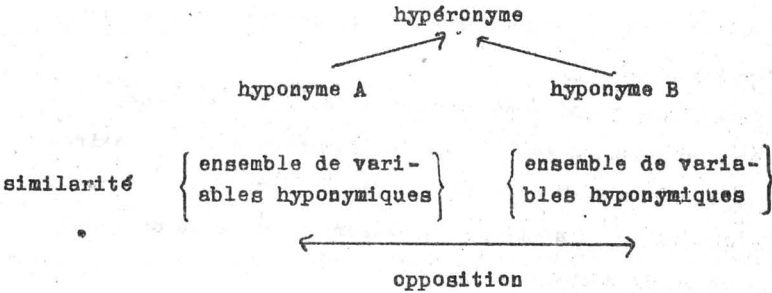 hypéronyme
hyponyme A hyponyme B
{ ensemble de vari- } { ensemble de varia- }
similarité ables hyponymiques bles hyponymiques
opposition